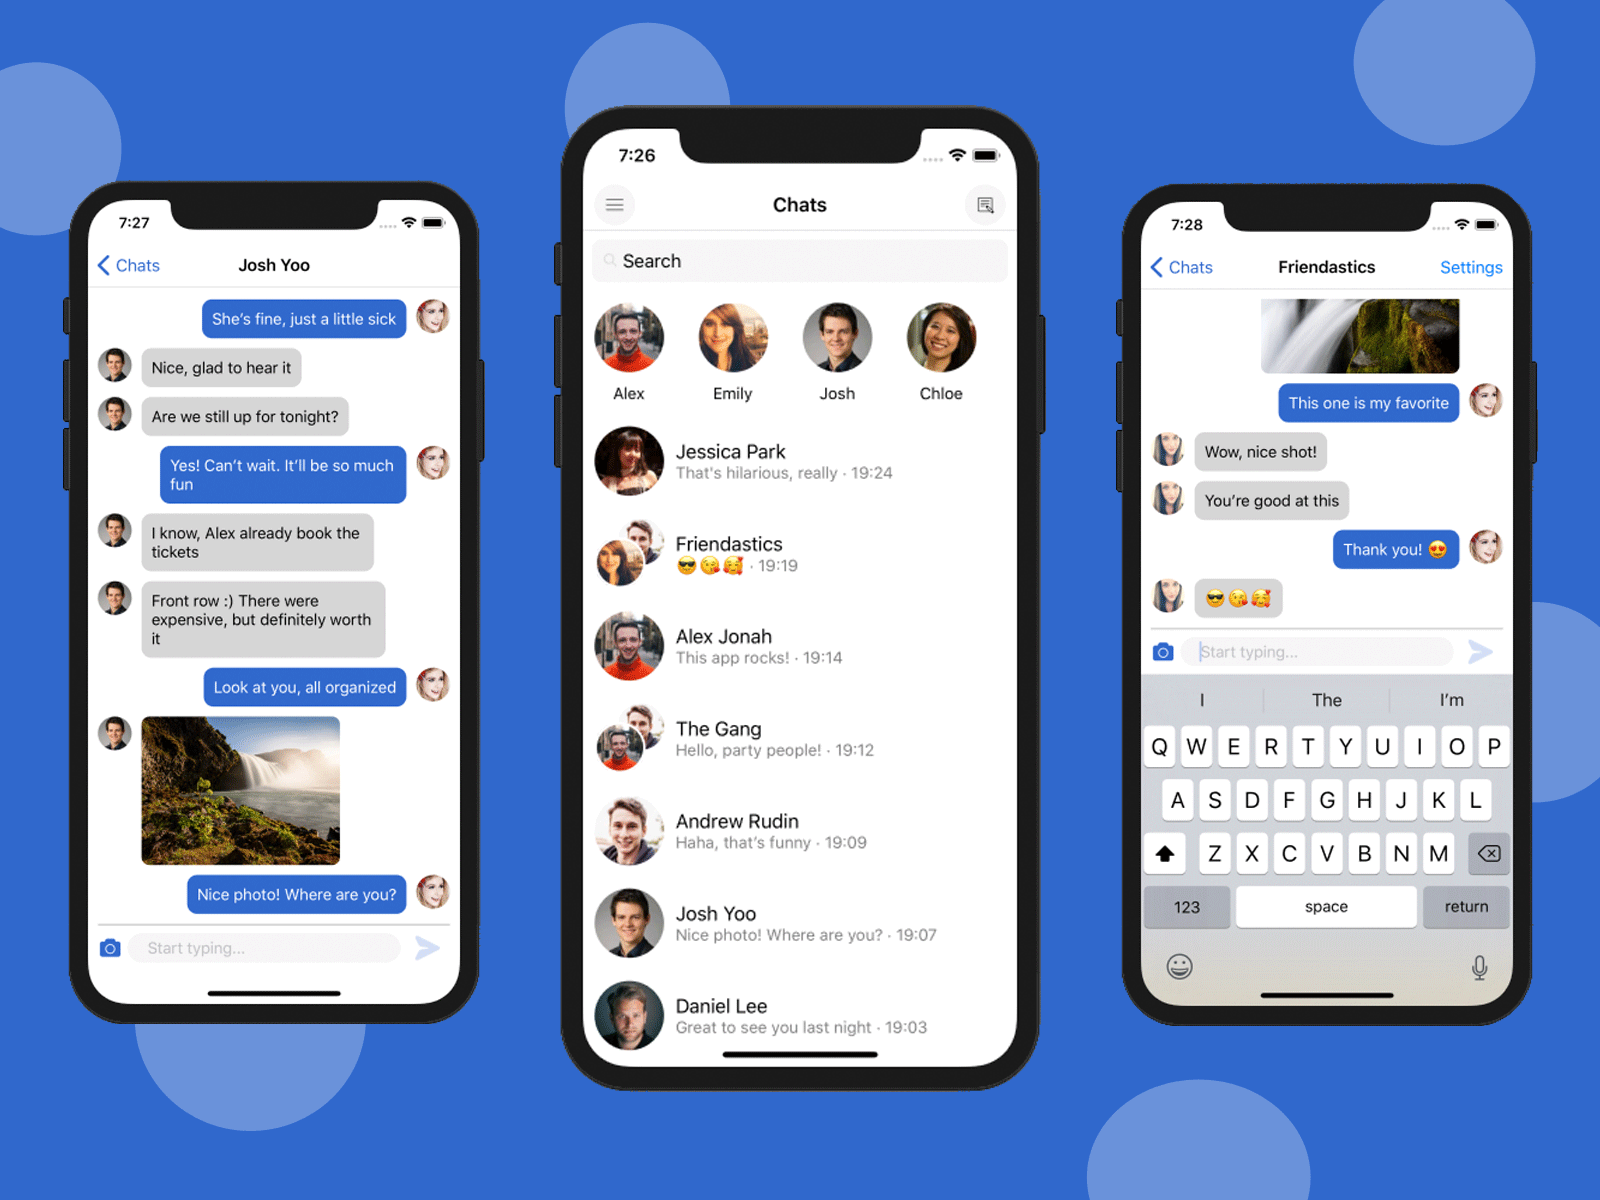 7:27
Chats
Josh Yoo
She's fine, just a little sick
Nice, glad to hear it
Are we still up for tonight?
Yes! Can't wait. It'll be so much
fun
I know, Alex already book the
tickets
Front row :) There were
expensive, but definitely worth
it
Look at you, all organized
Nice photo! Where are you?
Start typing...
7:26
Chats
Search
Alex
Emily
Josh
Chloe
Jessica Park
That's hilarious, really · 19:24
Friendastics
😎😘🥰 · 19:19
Alex Jonah
This app rocks! · 19:14
The Gang
Hello, party people! · 19:12
Andrew Rudin
Haha, that's funny · 19:09
Josh Yoo
Nice photo! Where are you? · 19:07
Daniel Lee
Great to see you last night · 19:03
7:28
Chats
Friendastics
Settings
This one is my favorite
Wow, nice shot!
You're good at this
Thank you! 😍
😎😘🥰
Start typing...
I The I'm
Q W E R T Y U I O P
A S D F G H J K L
Z X C V B N M
123 space return